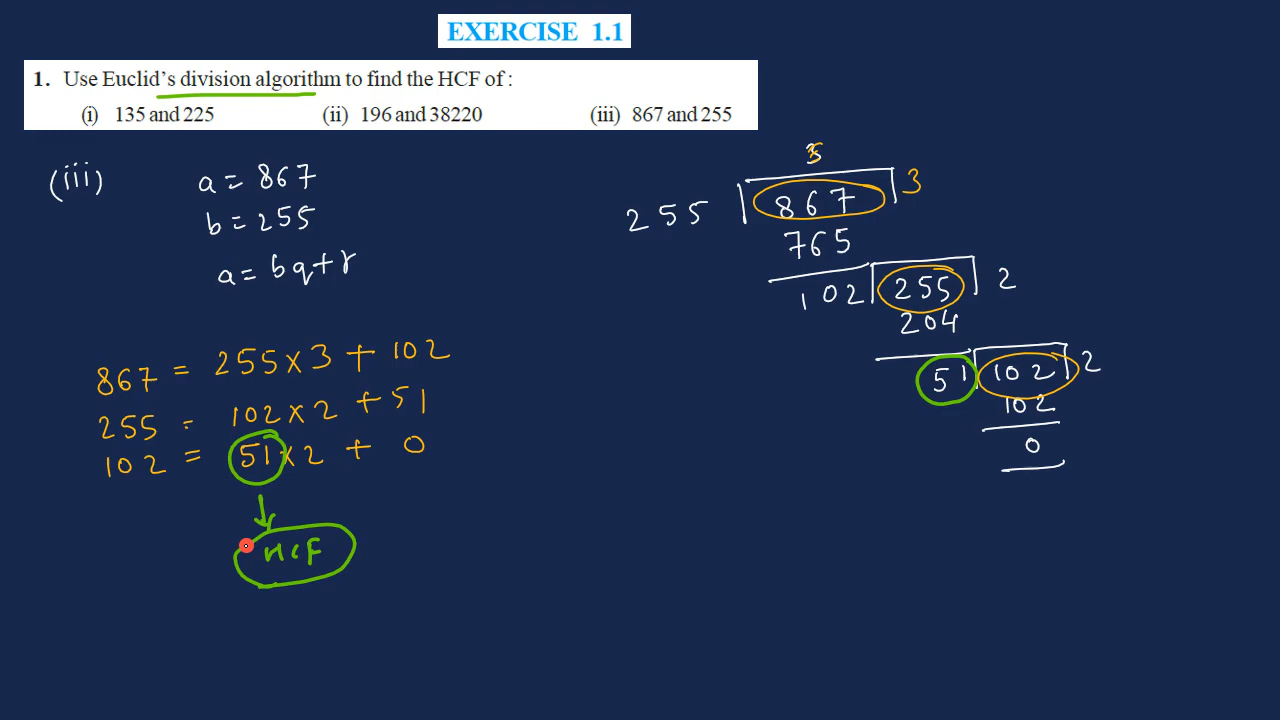 EXERCISE 1.1
1. Use Euclid's division algorithm to find the HCF of :
(i) 135 and 225 (ii) 196 and 38220 (iii) 867 and 255
(iii) a = 867
b = 255
a = bq + r
867 = 255 × 3 + 102
255 = 102 × 2 + 51
102 = 51 × 2 + 0
HCF
255 867 3
765
102 255 2
204
51 102 2
102
0